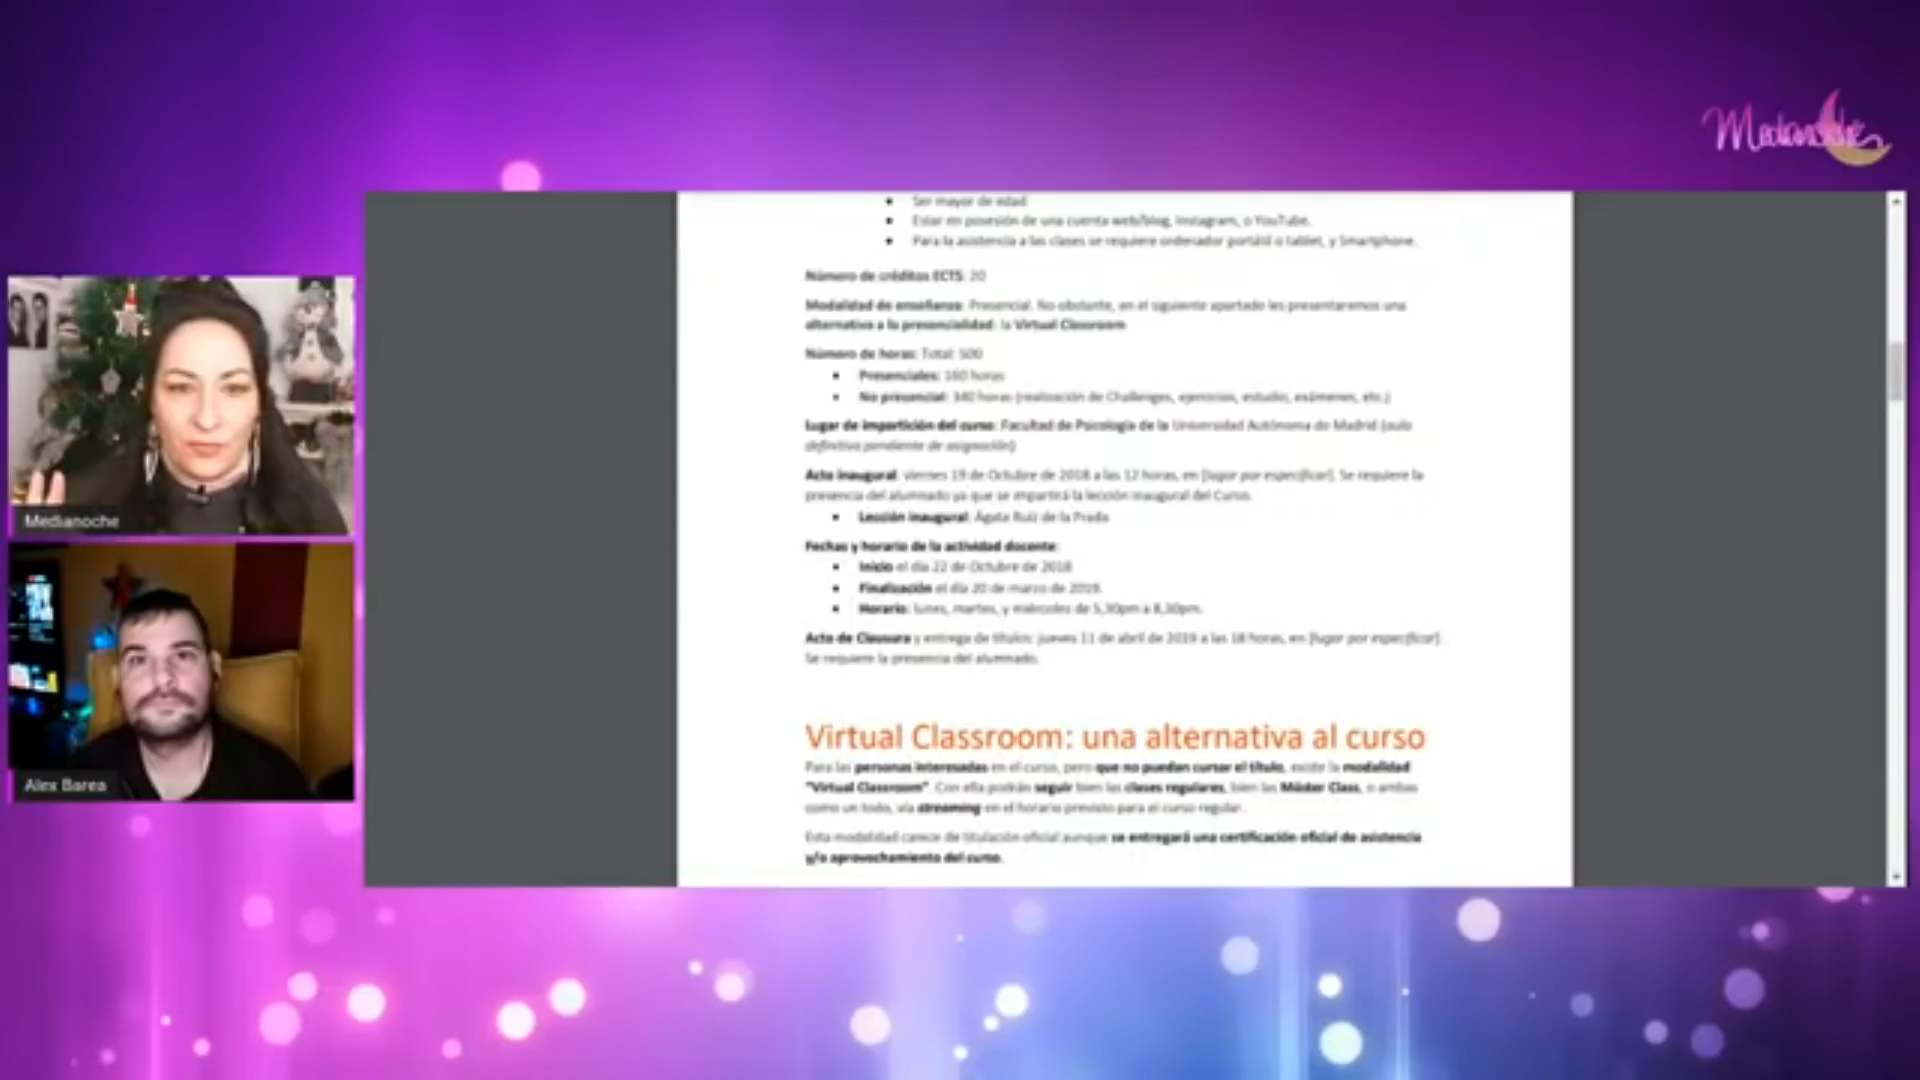 Medianoche
• Ser mayor de edad
• Estar en posesión de una cuenta web/blog, Instagram, o YouTube.
• Para la asistencia a las clases se requiere ordenador portátil o tablet, y Smartphone.
Número de créditos ECTS: 20
Modalidad de enseñanza: Presencial. No obstante, en el siguiente apartado les presentaremos una
alternativa a la presencialidad: la Virtual Classroom
Número de horas: Total: 500
• Presenciales: 160 horas
• No presencial: 340 horas (realización de Challenges, ejercicios, estudio, exámenes, etc.)
Lugar de impartición del curso: Facultad de Psicología de la Universidad Autónoma de Madrid (aula
definitiva pendiente de asignación)
Acto inaugural: viernes 19 de Octubre de 2018 a las 12 horas, en [lugar por especificar]. Se requiere la
presencia del alumnado ya que se impartirá la lección inaugural del Curso.
• Lección inaugural: Ágata Ruiz de la Prada
Fechas y horario de la actividad docente:
• Inicio el día 22 de Octubre de 2018
• Finalización el día 20 de marzo de 2019.
• Horario: lunes, martes, y miércoles de 5,30pm a 8,30pm.
Acto de Clausura y entrega de títulos: jueves 11 de abril de 2019 a las 18 horas, en [lugar por especificar].
Se requiere la presencia del alumnado.
Virtual Classroom: una alternativa al curso
Para las personas interesadas en el curso, pero que no puedan cursar el título, existe la modalidad
"Virtual Classroom". Con ella podrán seguir bien las clases regulares, bien las Máster Class, o ambas
como un todo, vía streaming en el horario previsto para el curso regular.
Esta modalidad carece de titulación oficial aunque se entregará una certificación oficial de asistencia
y/o aprovechamiento del curso.
Medianoche
Alex Barea